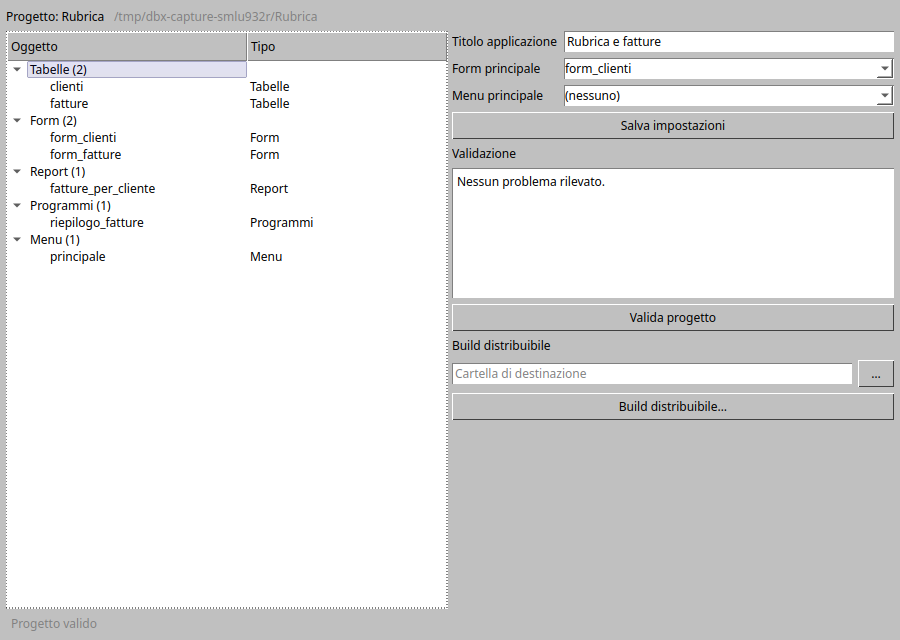 Progetto: Rubrica /tmp/dbx-capture-smlu932r/Rubrica
Oggetto Tipo
Tabelle (2)
clienti Tabelle
fatture Tabelle
Form (2)
form_clienti Form
form_fatture Form
Report (1)
fatture_per_cliente Report
Programmi (1)
riepilogo_fatture Programmi
Menu (1)
principale Menu
Titolo applicazione Rubrica e fatture
Form principale form_clienti
Menu principale (nessuno)
Salva impostazioni
Validazione
Nessun problema rilevato.
Valida progetto
Build distribuibile
Cartella di destinazione ...
Build distribuibile...
Progetto valido